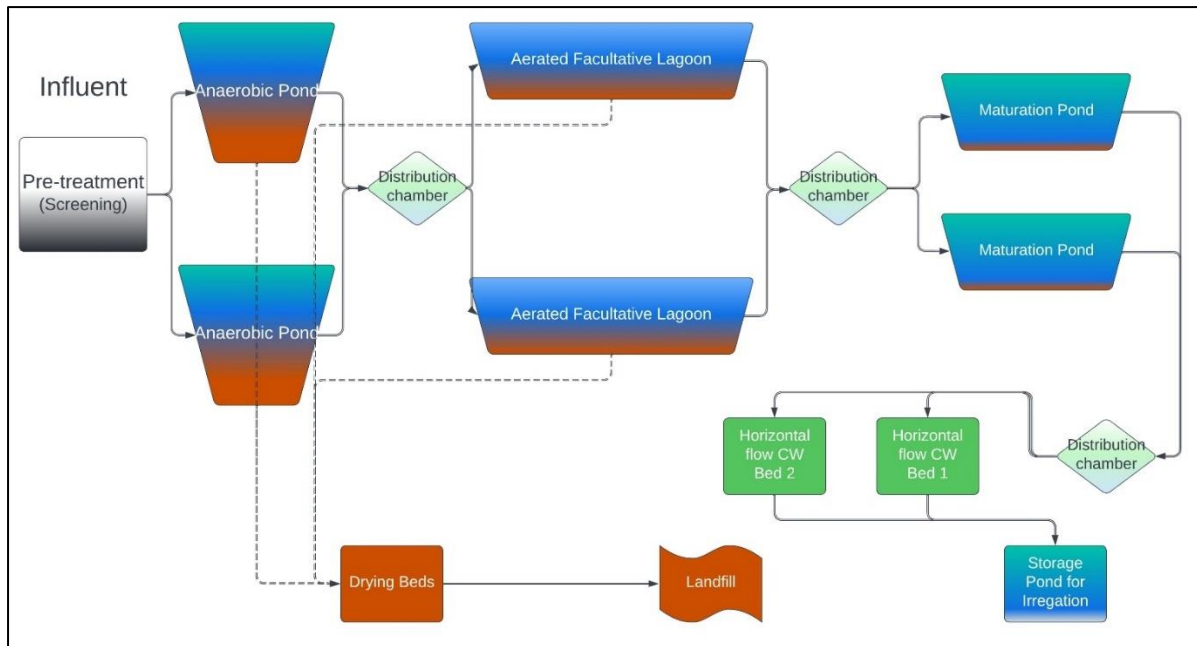 Influent
Pre-treatment
(Screening)
Anaerobic Pond
Anaerobic Pond
Distribution
chamber
Aerated Facultative Lagoon
Aerated Facultative Lagoon
Distribution
chamber
Maturation Pond
Maturation Pond
Distribution
chamber
Horizontal
flow CW
Bed 2
Horizontal
flow CW
Bed 1
Storage
Pond for
Irregation
Drying Beds
Landfill